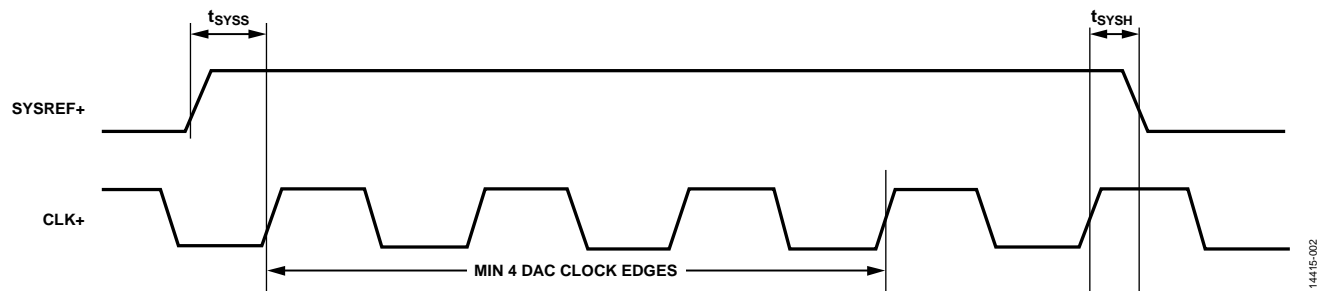 tSYSS
tSYSH
SYSREF+
CLK+
MIN 4 DAC CLOCK EDGES
14415-002